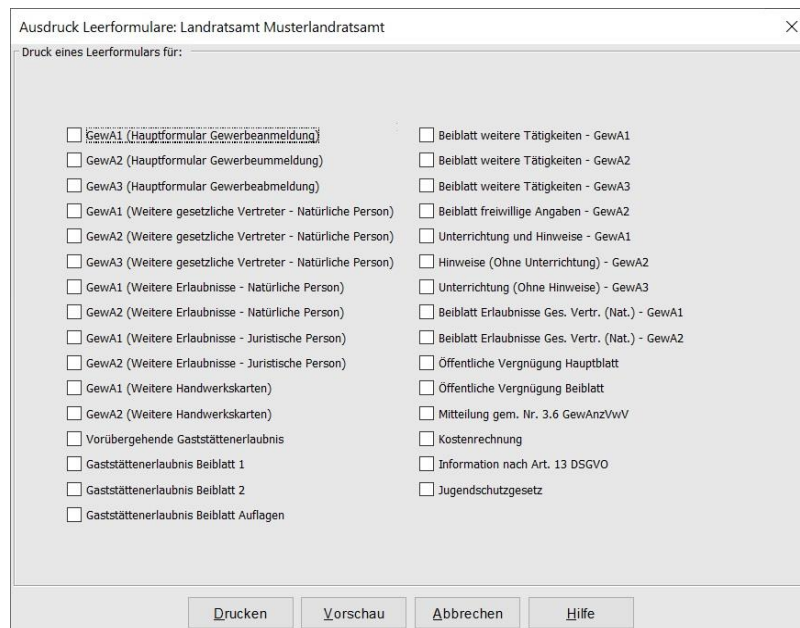 Ausdruck Leerformulare: Landratsamt Musterlandratsamt
Druck eines Leerformulars für:
GewA1 (Hauptformular Gewerbeanmeldung)
GewA2 (Hauptformular Gewerbeummeldung)
GewA3 (Hauptformular Gewerbeabmeldung)
GewA1 (Weitere gesetzliche Vertreter - Natürliche Person)
GewA2 (Weitere gesetzliche Vertreter - Natürliche Person)
GewA3 (Weitere gesetzliche Vertreter - Natürliche Person)
GewA1 (Weitere Erlaubnisse - Natürliche Person)
GewA2 (Weitere Erlaubnisse - Natürliche Person)
GewA1 (Weitere Erlaubnisse - Juristische Person)
GewA2 (Weitere Erlaubnisse - Juristische Person)
GewA1 (Weitere Handwerkskarten)
GewA2 (Weitere Handwerkskarten)
Vorübergehende Gaststättenerlaubnis
Gaststättenerlaubnis Beiblatt 1
Gaststättenerlaubnis Beiblatt 2
Gaststättenerlaubnis Beiblatt Auflagen
Beiblatt weitere Tätigkeiten - GewA1
Beiblatt weitere Tätigkeiten - GewA2
Beiblatt weitere Tätigkeiten - GewA3
Beiblatt freiwillige Angaben - GewA2
Unterrichtung und Hinweise - GewA1
Hinweise (Ohne Unterrichtung) - GewA2
Unterrichtung (Ohne Hinweise) - GewA3
Beiblatt Erlaubnisse Ges. Vertr. (Nat.) - GewA1
Beiblatt Erlaubnisse Ges. Vertr. (Nat.) - GewA2
Öffentliche Vergnügung Hauptblatt
Öffentliche Vergnügung Beiblatt
Mitteilung gem. Nr. 3.6 GewAnzVwV
Kostenrechnung
Information nach Art. 13 DSGVO
Jugendschutzgesetz
Drucken Vorschau Abbrechen Hilfe